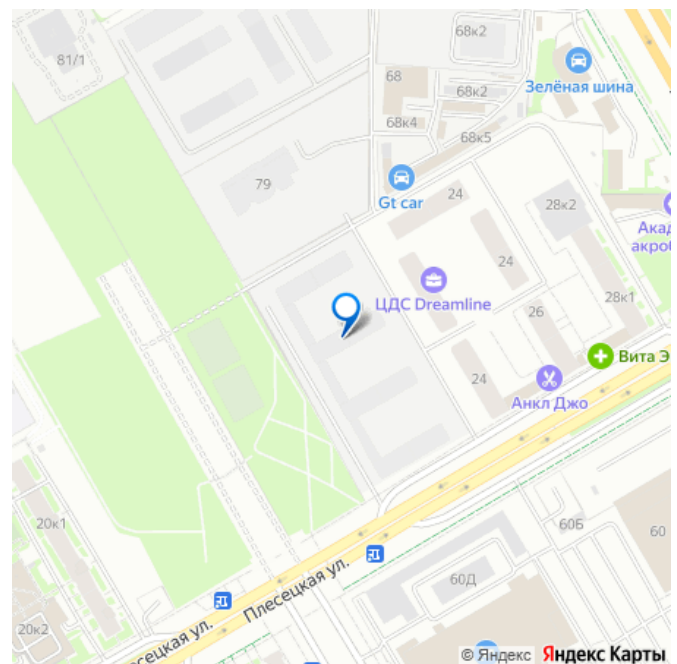 81/1
68к2
68
68к2
Зелёная шина
68к4
68к5
79
Gt car
24
28к2
Акад
акроб
24
ЦДС Dreamline
28к1
26
Вита Э
24
Анкл Джо
20к1
60Б
60
Плесецкая ул.
60Д
20к2
сецкая ул.
© Яндекс Яндекс Карты